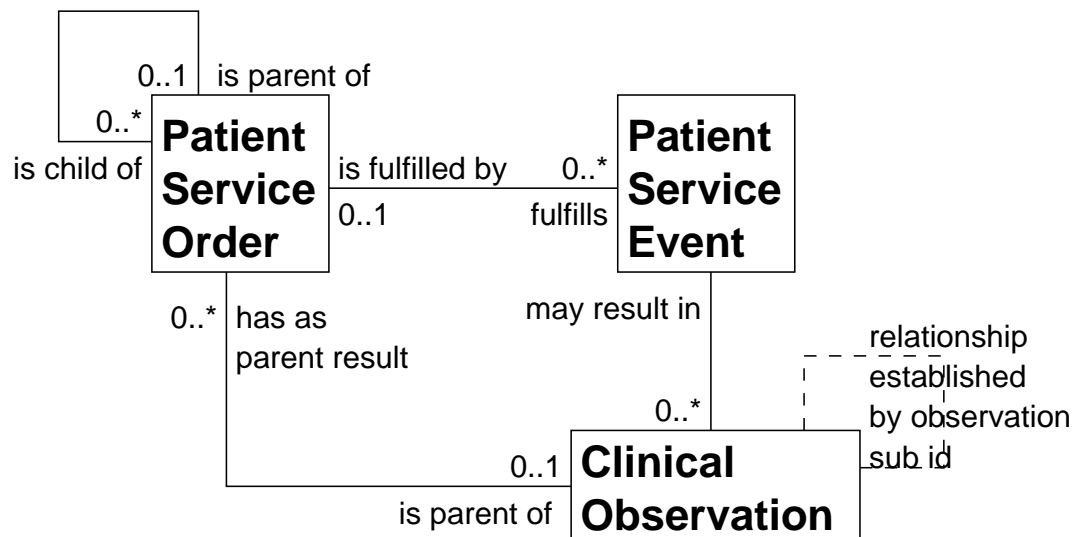 0..1 is parent of
0..*
is child of
Patient
Service
Order
is fulfilled by
0..1
0..*
fulfills
Patient
Service
Event
0..* has as
parent result
may result in
0..*
relationship
established
by observation
sub id
0..1
is parent of
Clinical
Observation